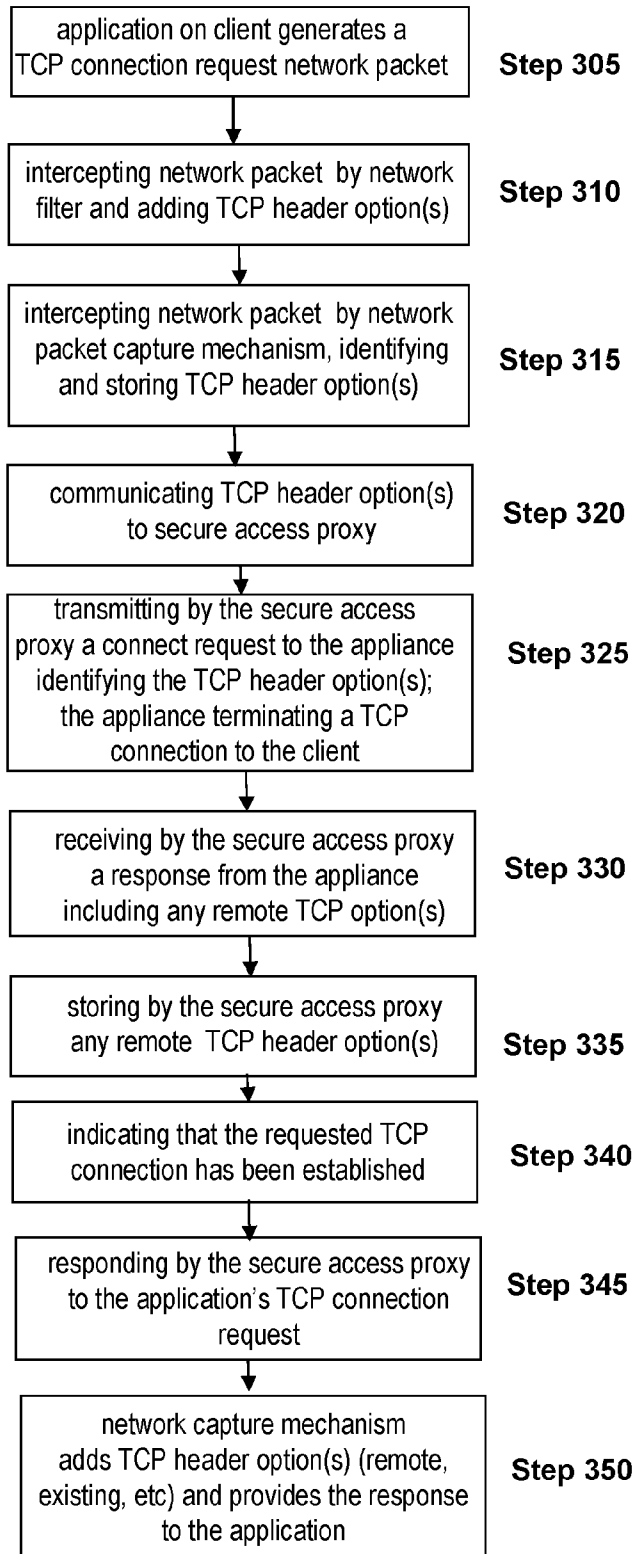 application on client generates a
TCP connection request network packet
Step 305
intercepting network packet by network
filter and adding TCP header option(s)
Step 310
intercepting network packet by network
packet capture mechanism, identifying
and storing TCP header option(s)
Step 315
communicating TCP header option(s)
to secure access proxy
Step 320
transmitting by the secure access
proxy a connect request to the appliance
identifying the TCP header option(s);
the appliance terminating a TCP
connection to the client
Step 325
receiving by the secure access proxy
a response from the appliance
including any remote TCP option(s)
Step 330
storing by the secure access proxy
any remote TCP header option(s)
Step 335
indicating that the requested TCP
connection has been established
Step 340
responding by the secure access proxy
to the application's TCP connection
request
Step 345
network capture mechanism
adds TCP header option(s) (remote,
existing, etc) and provides the response
to the application
Step 350